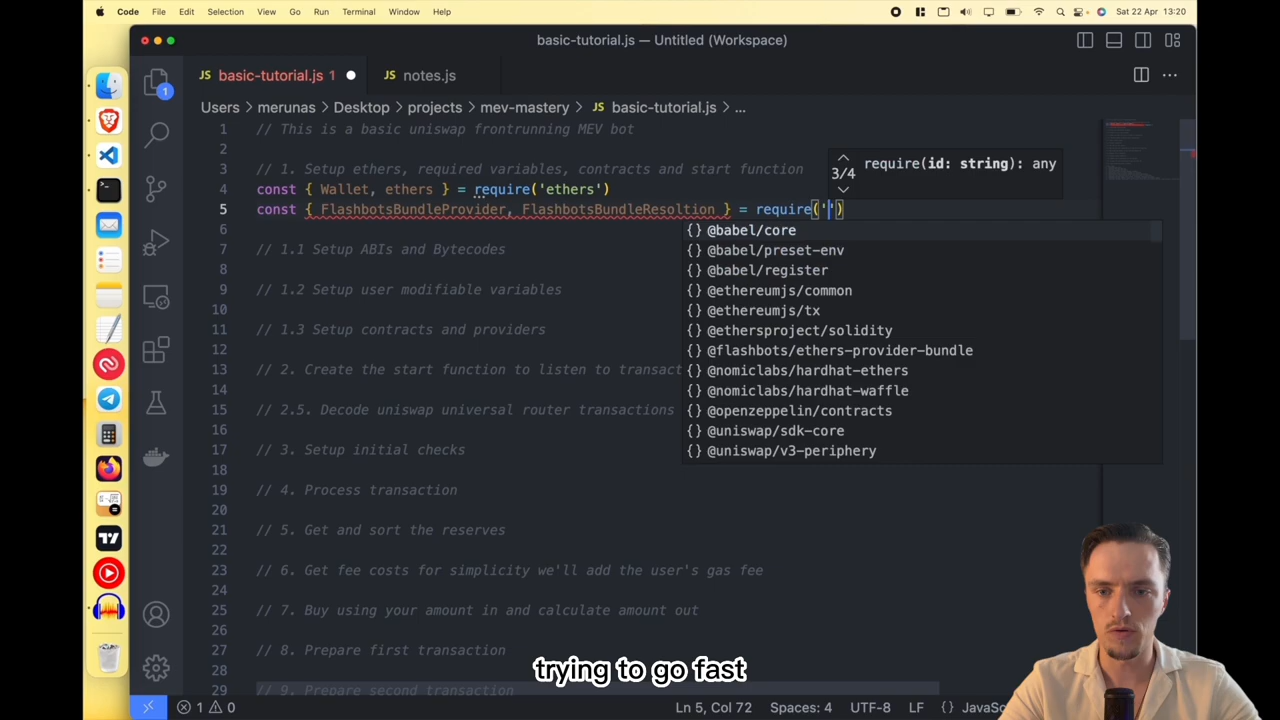 Code File Edit Selection View Go Run Terminal Window Help Sat 22 Apr 13:20
basic-tutorial.js — Untitled (Workspace)
JS basic-tutorial.js 1 JS notes.js
Users > merunas > Desktop > projects > mev-mastery > JS basic-tutorial.js > ...
1 // This is a basic uniswap frontrunning MEV bot
2
3 // 1. Setup ethers, required variables, contracts and start function
4 const { Wallet, ethers } = require('ethers')
5 const { FlashbotsBundleProvider, FlashbotsBundleResoltion } = require('')
3/4 require(id: string): any
{} @babel/core
{} @babel/preset-env
{} @babel/register
{} @ethereumjs/common
{} @ethereumjs/tx
{} @ethersproject/solidity
{} @flashbots/ethers-provider-bundle
{} @nomiclabs/hardhat-ethers
{} @nomiclabs/hardhat-waffle
{} @openzeppelin/contracts
{} @uniswap/sdk-core
{} @uniswap/v3-periphery
6
7 // 1.1 Setup ABIs and Bytecodes
8
9 // 1.2 Setup user modifiable variables
10
11 // 1.3 Setup contracts and providers
12
13 // 2. Create the start function to listen to transact
14
15 // 2.5. Decode uniswap universal router transactions
16
17 // 3. Setup initial checks
18
19 // 4. Process transaction
20
21 // 5. Get and sort the reserves
22
23 // 6. Get fee costs for simplicity we'll add the user's gas fee
24
25 // 7. Buy using your amount in and calculate amount out
26
27 // 8. Prepare first transaction
28
29 // 9. Prepare second transaction
trying to go fast
1 0 Ln 5, Col 72 Spaces: 4 UTF-8 LF {} JavaSc
1